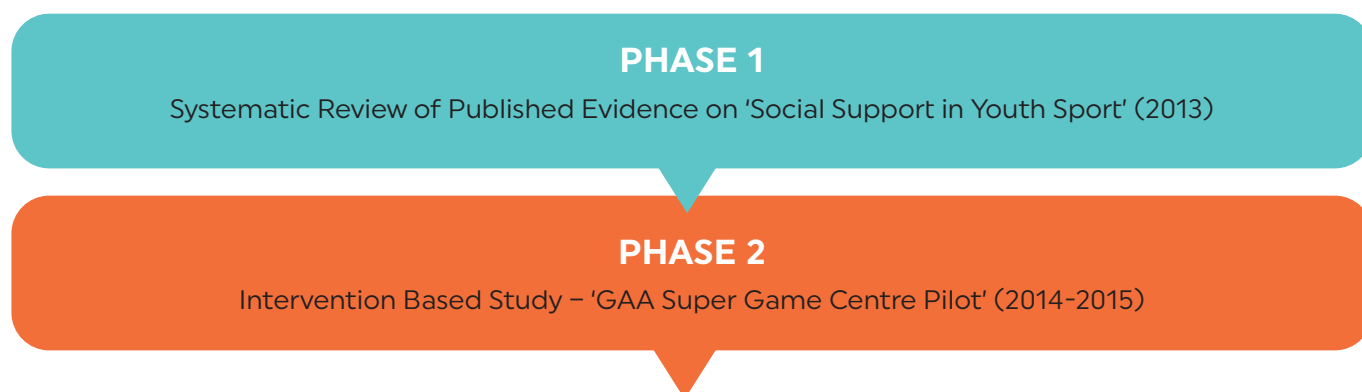 PHASE 1
Systematic Review of Published Evidence on ‘Social Support in Youth Sport’ (2013)
PHASE 2
Intervention Based Study – ‘GAA Super Game Centre Pilot’ (2014-2015)